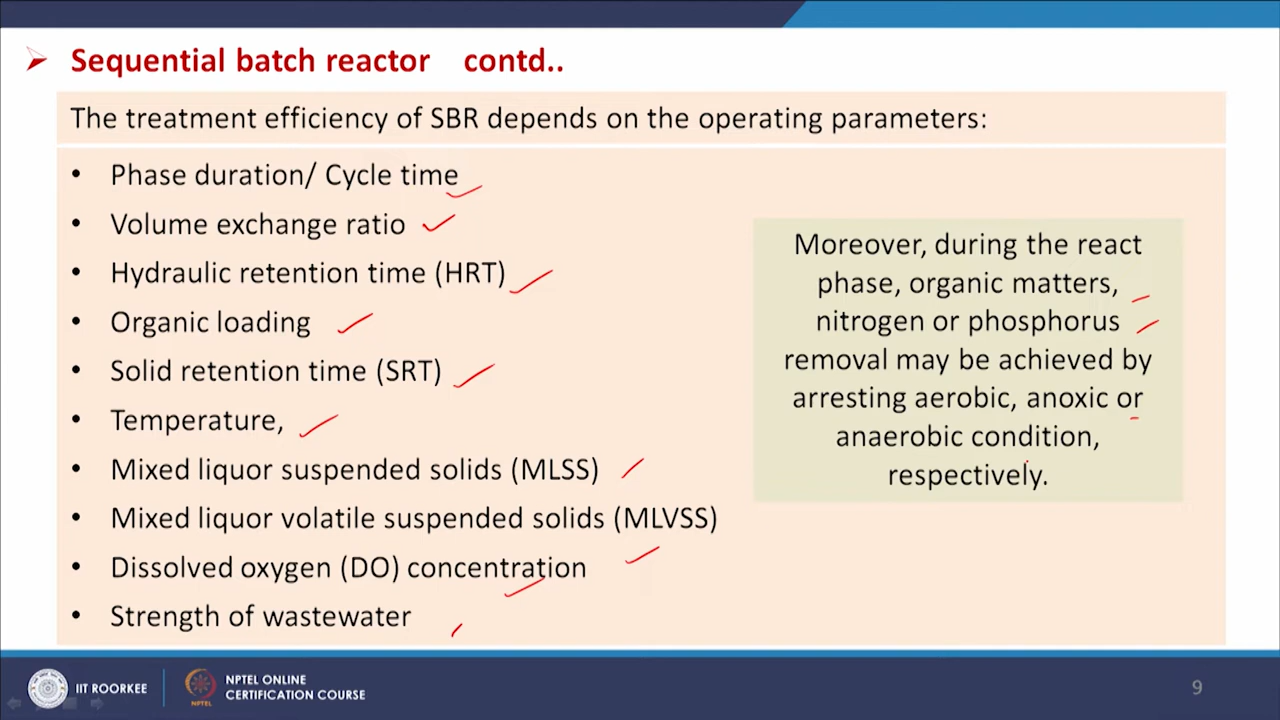 Sequential batch reactor contd..
The treatment efficiency of SBR depends on the operating parameters:
• Phase duration/ Cycle time
• Volume exchange ratio
• Hydraulic retention time (HRT)
• Organic loading
• Solid retention time (SRT)
• Temperature,
• Mixed liquor suspended solids (MLSS)
• Mixed liquor volatile suspended solids (MLVSS)
• Dissolved oxygen (DO) concentration
• Strength of wastewater
Moreover, during the react
phase, organic matters,
nitrogen or phosphorus
removal may be achieved by
arresting aerobic, anoxic or
anaerobic condition,
respectively.
IIT ROORKEE
NPTEL
NPTEL ONLINE
CERTIFICATION COURSE
9